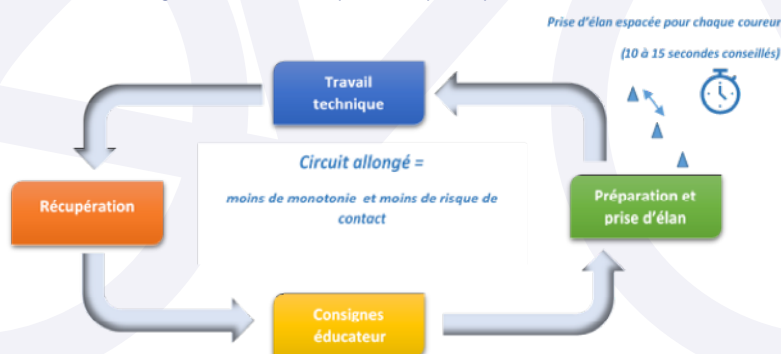 Prise d'élan espacée pour chaque coureur
(10 à 15 secondes conseillés)
Travail
technique
Circuit allongé =
moins de monotonie et moins de risque de
contact
Récupération
Préparation et
prise d'élan
Consignes
éducateur